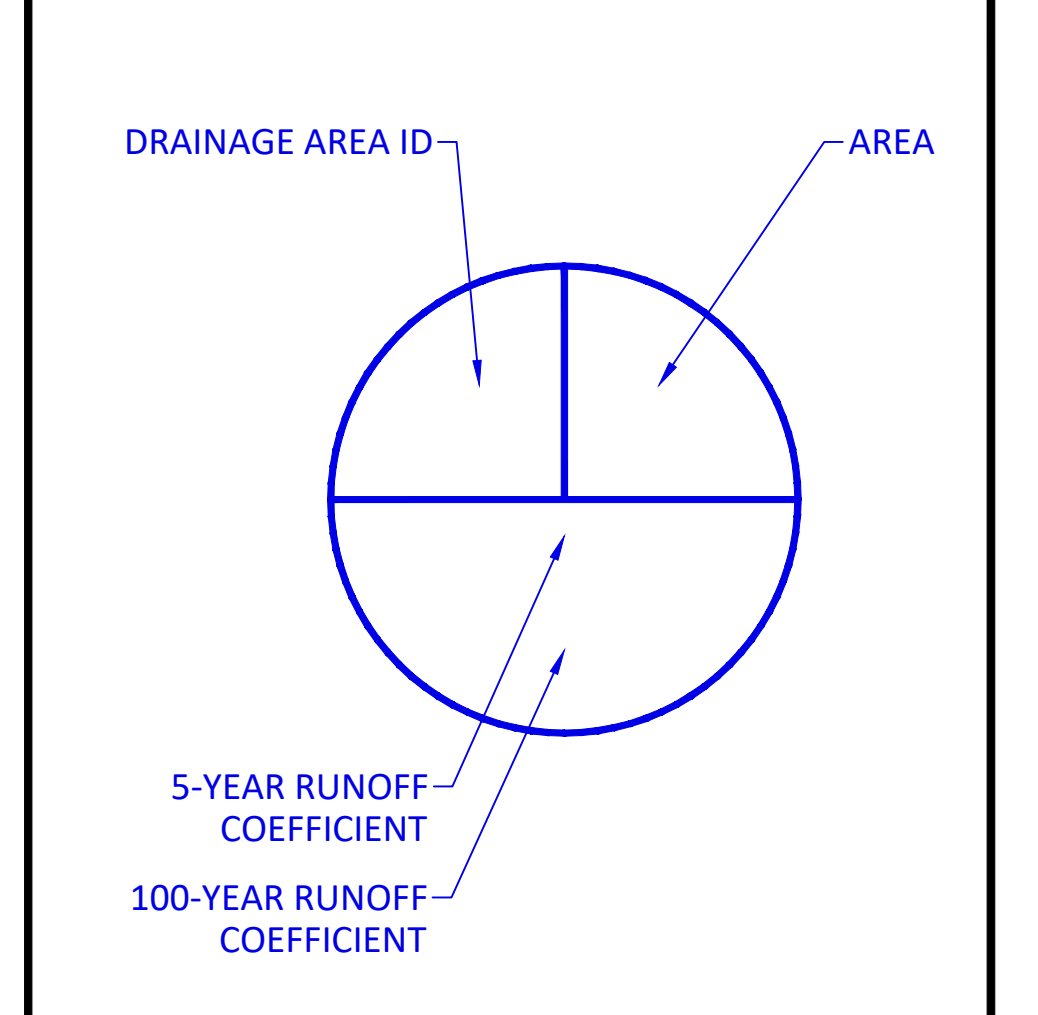 DRAINAGE AREA ID
AREA
5-YEAR RUNOFF
COEFFICIENT
100-YEAR RUNOFF
COEFFICIENT